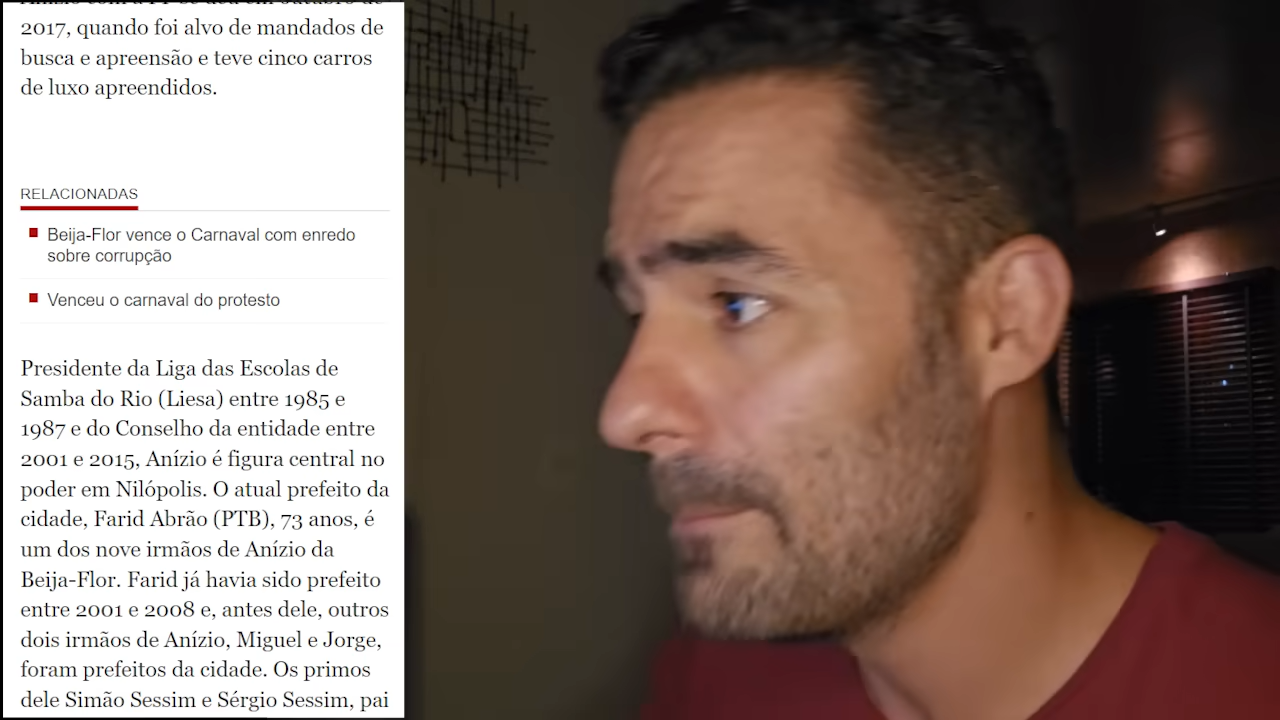 2017, quando foi alvo de mandados de
busca e apreensão e teve cinco carros
de luxo apreendidos.
RELACIONADAS
Beija-Flor vence o Carnaval com enredo
sobre corrupção
Venceu o carnaval do protesto
Presidente da Liga das Escolas de
Samba do Rio (Liesa) entre 1985 e
1987 e do Conselho da entidade entre
2001 e 2015, Anízio é figura central no
poder em Nilópolis. O atual prefeito da
cidade, Farid Abrão (PTB), 73 anos, é
um dos nove irmãos de Anízio da
Beija-Flor. Farid já havia sido prefeito
entre 2001 e 2008 e, antes dele, outros
dois irmãos de Anízio, Miguel e Jorge,
foram prefeitos da cidade. Os primos
dele Simão Sessim e Sérgio Sessim, pai